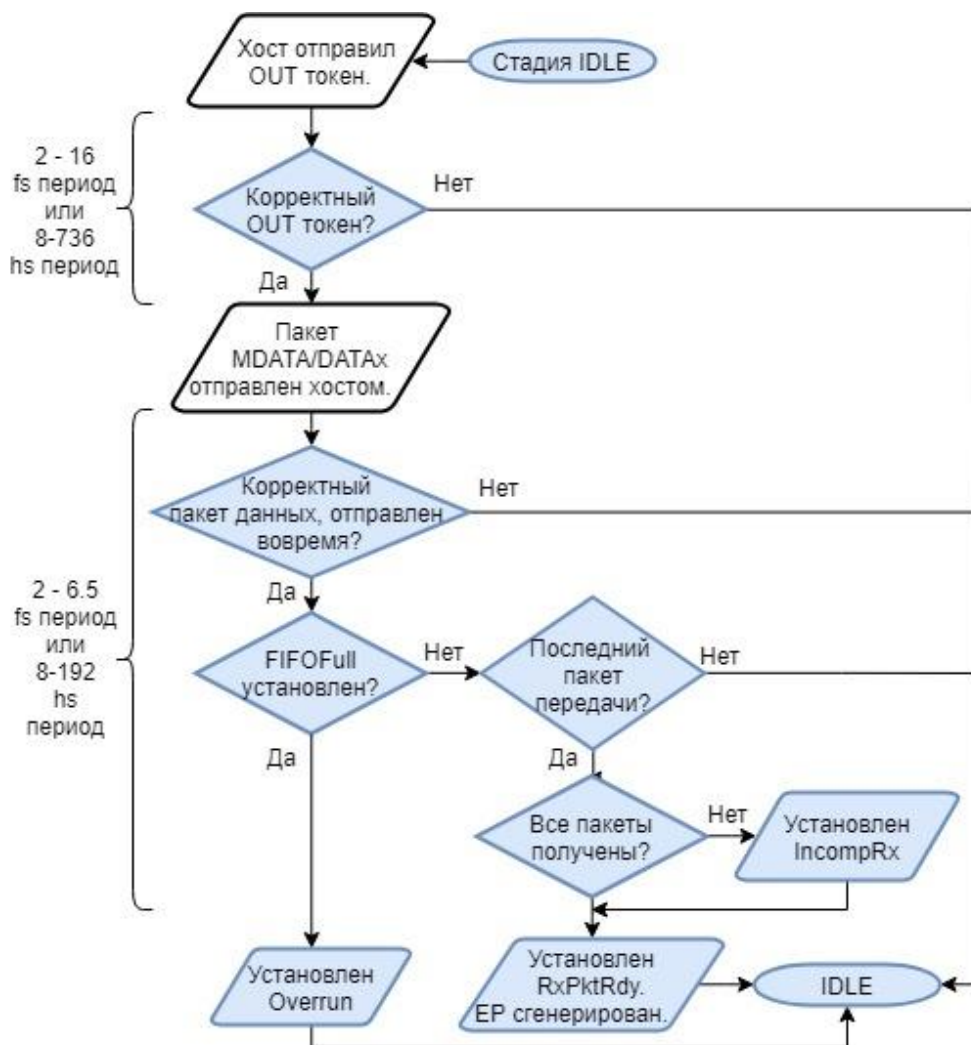 Хост отправил
OUT токен.
Стадия IDLE
2 - 16
fs период
или
8-736
hs период
Корректный
OUT токен?
Нет
Да
Пакет
MDATA/DATAx
отправлен хостом.
Корректный
пакет данных, отправлен
вовремя?
Нет
Да
2 - 6.5
fs период
или
8-192
hs
период
FIFOFull
установлен?
Нет
Последний
пакет
передачи?
Нет
Да
Да
Все пакеты
получены?
Нет
Установлен
IncompRx
Установлен
Overrun
Установлен
RxPktRdy.
EP сгенерирован.
IDLE